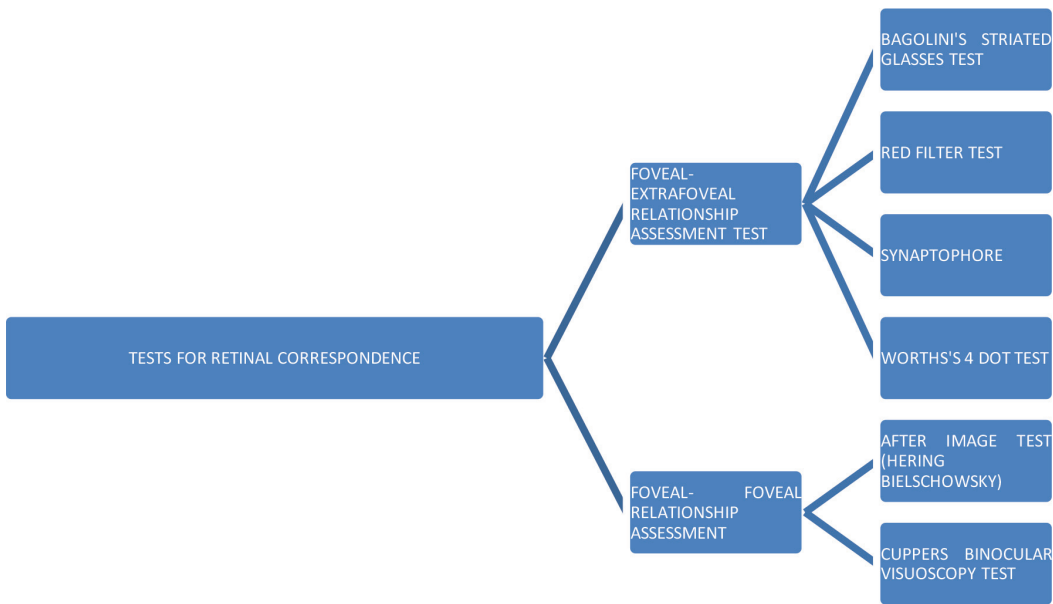 TESTS FOR RETINAL CORRESPONDENCE
FOVEAL-
EXTRAFOVEAL
RELATIONSHIP
ASSESSMENT TEST
BAGOLINI'S STRIATED
GLASSES TEST
RED FILTER TEST
SYNAPTOPHORE
WORTHS'S 4 DOT TEST
FOVEAL- FOVEAL
RELATIONSHIP
ASSESSMENT
AFTER IMAGE TEST
(HERING
BIELSCHOWSKY)
CUPPERS BINOCULAR
VISUOSCOPY TEST